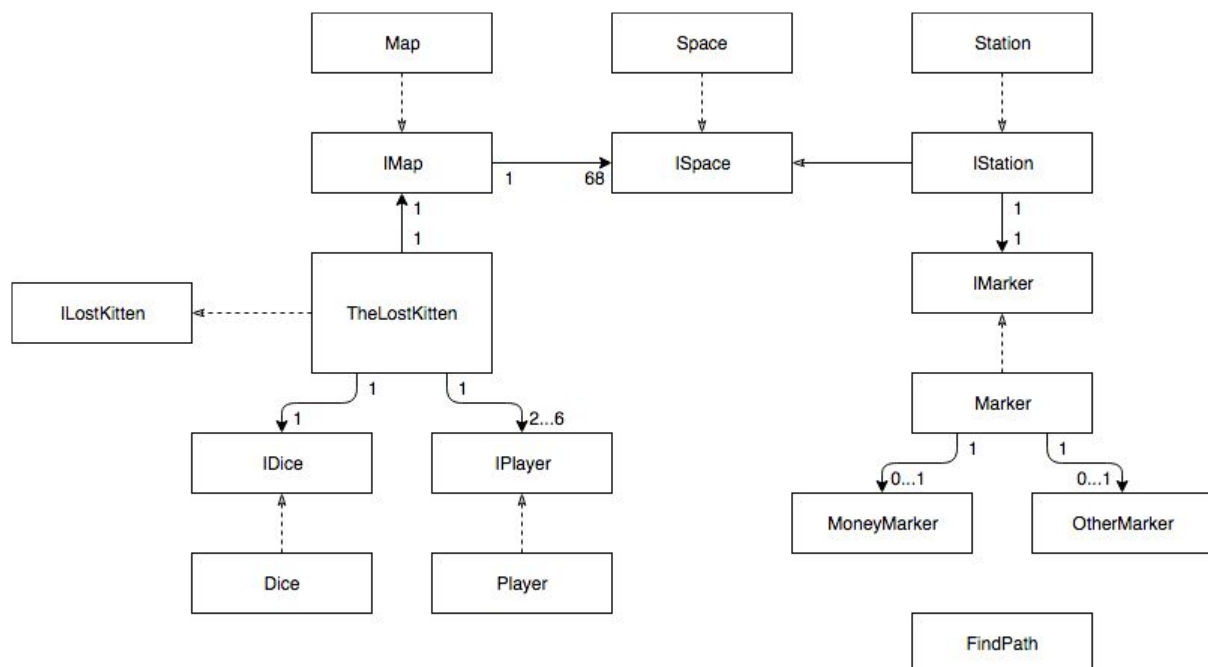 Map
Space
Station
IMap
1
68
ISpace
IStation
1
1
1
1
ILostKitten
TheLostKitten
IMarker
1
1
1
2...6
Marker
IDice
IPlayer
1
1
0...1
0...1
MoneyMarker
OtherMarker
Dice
Player
FindPath